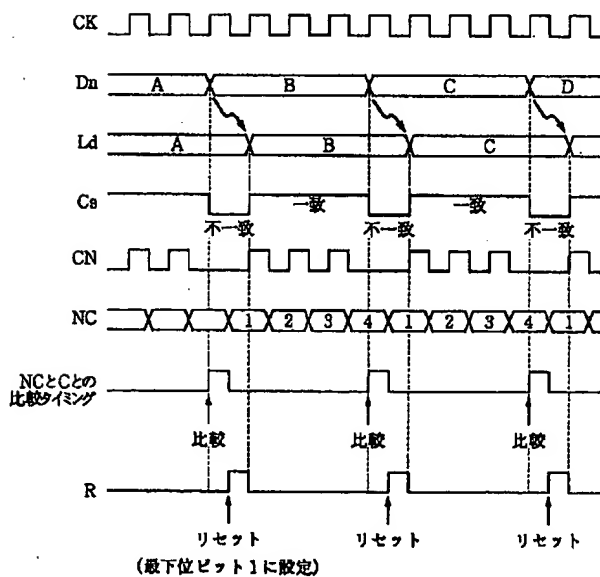 CK
Dn A B C D
Ld A B C
Cs
一致 一致
不一致 不一致 不一致
CN
NC 1 2 3 4 1 2 3 4 1
NCとCとの
比較タイミング
比較 比較 比較
R
リセット リセット リセット
(最下位ビット1に設定)